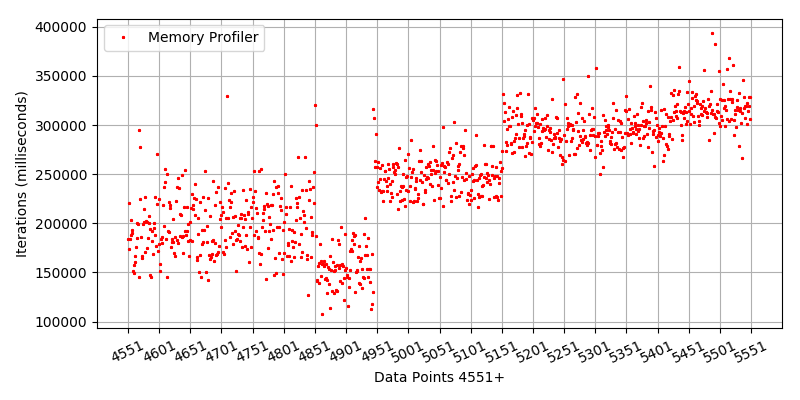 400000
350000
300000
250000
200000
150000
100000
Iterations (milliseconds)
Memory Profiler
4551 4601 4651 4701 4751 4801 4851 4901 4951 5001 5051 5101 5151 5201 5251 5301 5351 5401 5451 5501 5551
Data Points 4551+